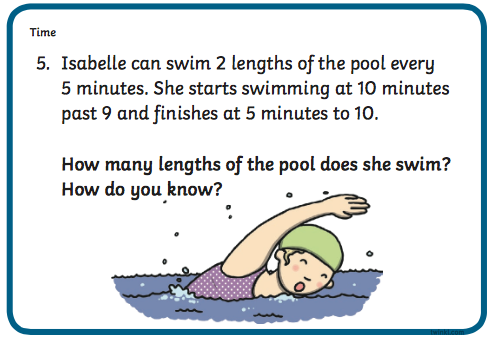 Time
5. Isabelle can swim 2 lengths of the pool every
5 minutes. She starts swimming at 10 minutes
past 9 and finishes at 5 minutes to 10.
How many lengths of the pool does she swim?
How do you know?